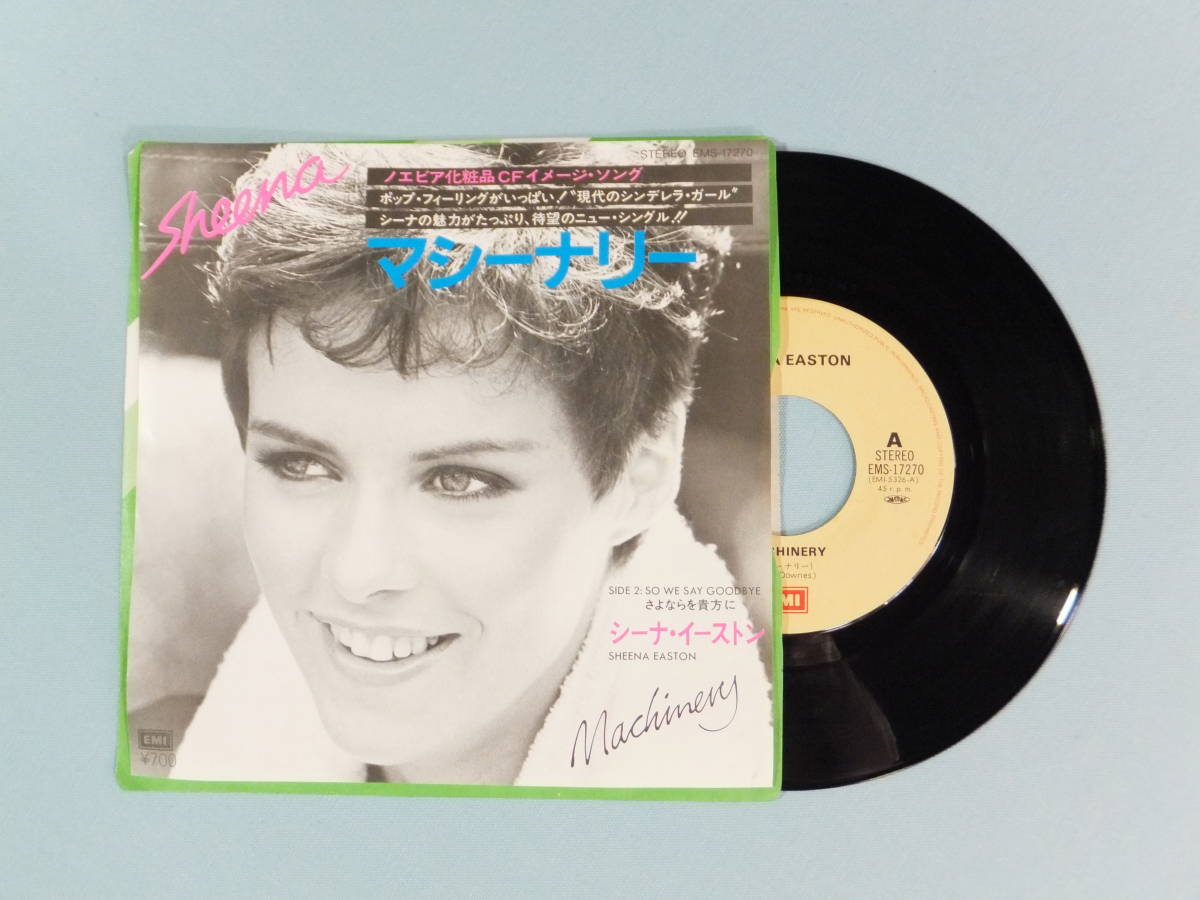 Sheena
STEREO EMS-17270
ノエビア化粧品CFイメージ・ソング
ポップ・フィーリングがいっぱい!“現代のシンデレラ・ガール”
シーナの魅力がたっぷり、待望のニュー・シングル!!
マシーナリー
SIDE 2: SO WE SAY GOODBYE
さよならを貴方に
シーナ・イーストン
SHEENA EASTON
Machinery
EMI
¥700
A EASTON
A
STEREO
EMS-17270
(EMI-5326-A)
45 r.p.m.
HINERY
ナリー)
Downes.)
MI